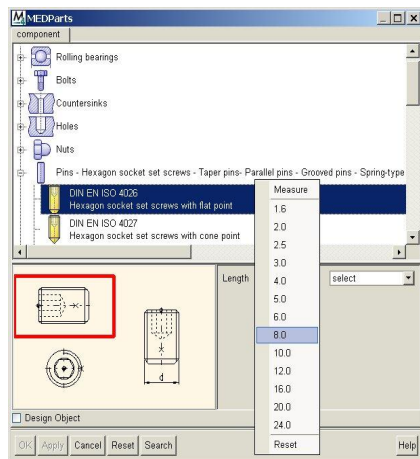 MEDParts
component
Rolling bearings
Bolts
Countersinks
Holes
Nuts
Pins - Hexagon socket set screws - Taper pins- Parallel pins - Grooved pins - Spring-type
DIN EN ISO 4026
Hexagon socket set screws with flat point
DIN EN ISO 4027
Hexagon socket set screws with cone point
Measure
1.6
2.0
2.5
3.0
4.0
5.0
6.0
8.0
10.0
12.0
16.0
20.0
24.0
Reset
Length
select
d
Design Object
OK Apply Cancel Reset Search Help